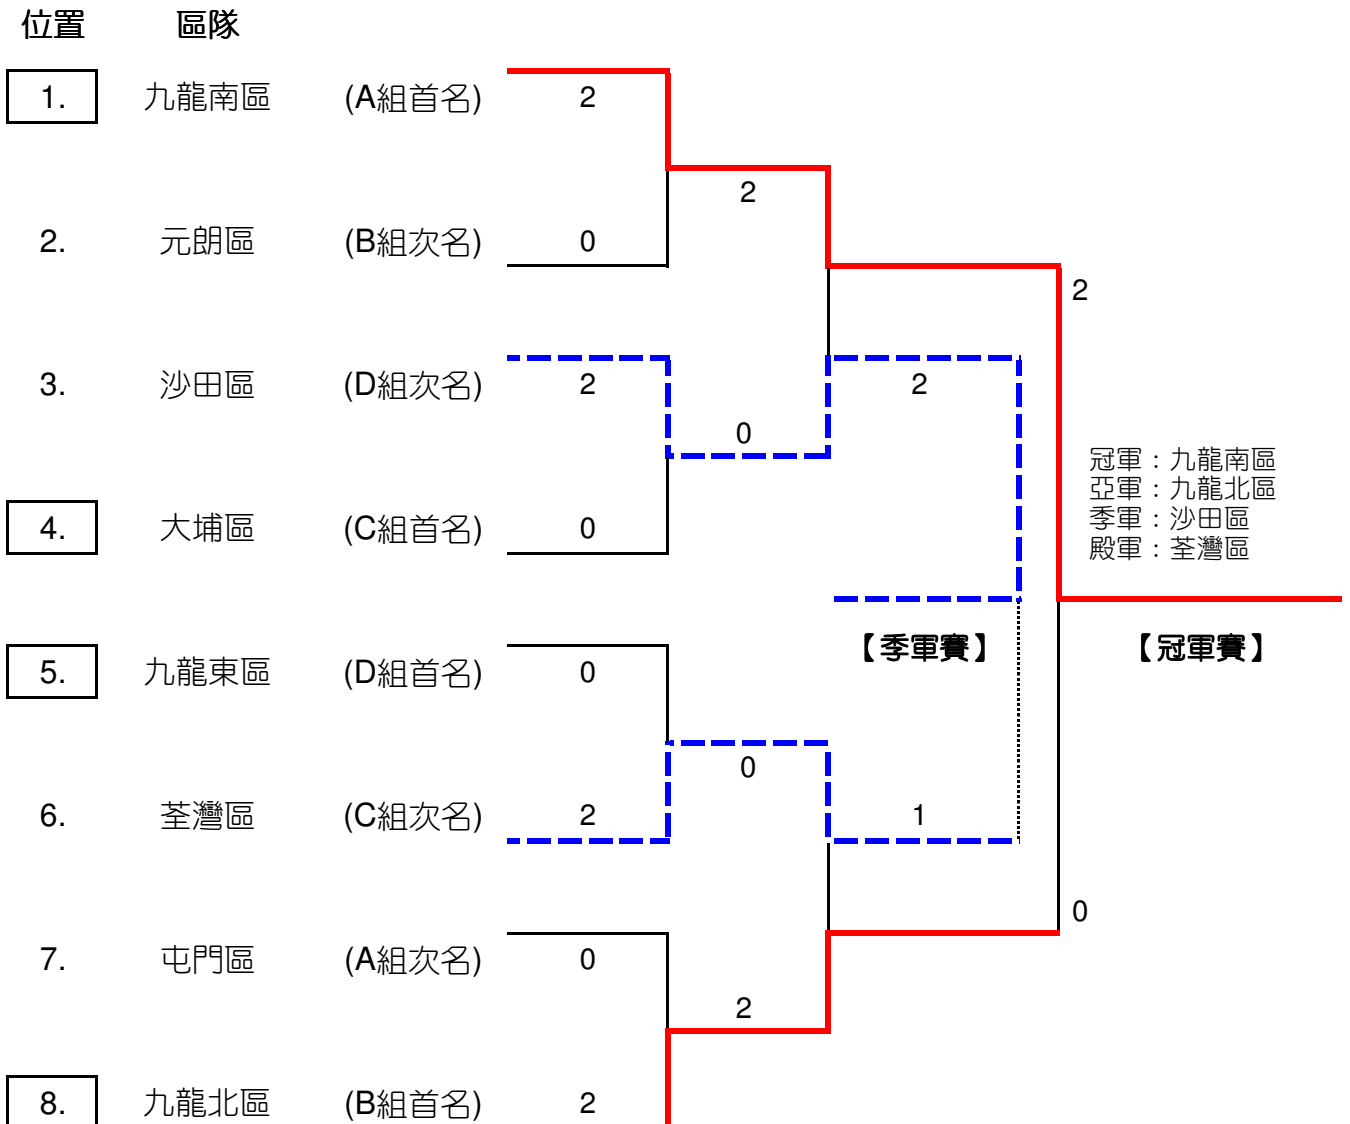 位置 區隊
1. 九龍南區 (A組首名) 2
2
2. 元朗區 (B組次名) 0
2
3. 沙田區 (D組次名) 2 2
0
冠軍：九龍南區
亞軍：九龍北區
季軍：沙田區
殿軍：荃灣區
4. 大埔區 (C組首名) 0
【季軍賽】 【冠軍賽】
5. 九龍東區 (D組首名) 0
0
6. 荃灣區 (C組次名) 2 1
0
7. 屯門區 (A組次名) 0
2
8. 九龍北區 (B組首名) 2